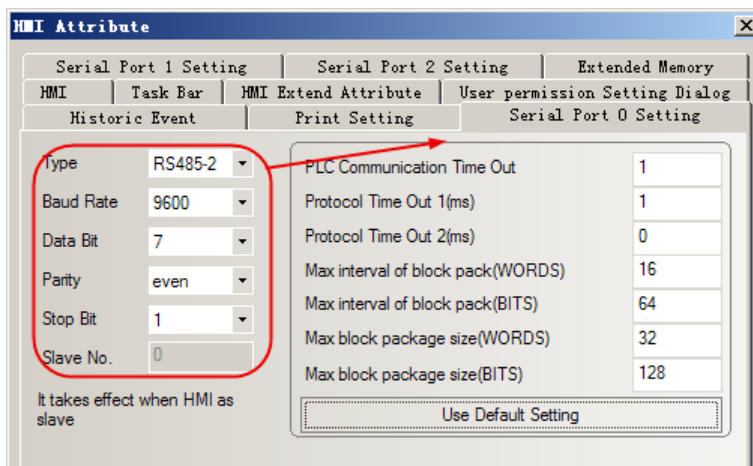 HMI Attribute
Serial Port 1 Setting
Serial Port 2 Setting
Extended Memory
HMI
Task Bar
HMI Extend Attribute
User permission Setting Dialog
Historic Event
Print Setting
Serial Port 0 Setting
Type
RS485-2
Baud Rate
9600
Data Bit
7
Parity
even
Stop Bit
1
Slave No.
0
It takes effect when HMI as
slave
PLC Communication Time Out
1
Protocol Time Out 1(ms)
1
Protocol Time Out 2(ms)
0
Max interval of block pack(WORDS)
16
Max interval of block pack(BITS)
64
Max block package size(WORDS)
32
Max block package size(BITS)
128
Use Default Setting